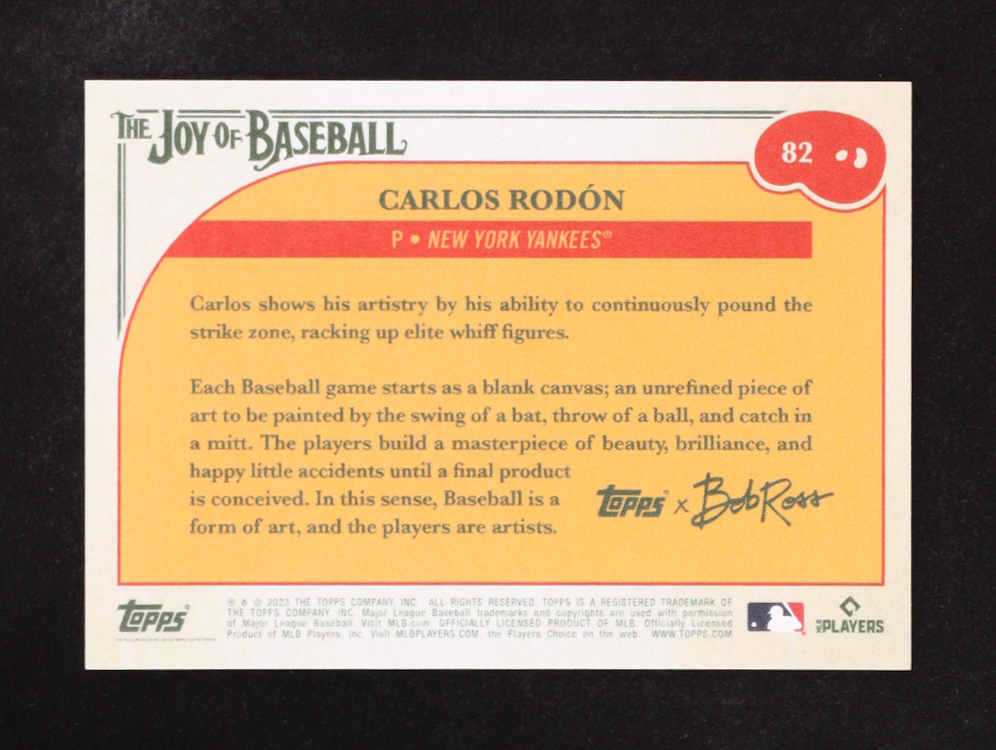 THE JOY OF BASEBALL
82
CARLOS RODÓN
P • NEW YORK YANKEES®
Carlos shows his artistry by his ability to continuously pound the
strike zone, racking up elite whiff figures.
Each Baseball game starts as a blank canvas; an unrefined piece of
art to be painted by the swing of a bat, throw of a ball, and catch in
a mitt. The players build a masterpiece of beauty, brilliance, and
happy little accidents until a final product
is conceived. In this sense, Baseball is a
form of art, and the players are artists.
Topps x Bob Ross
Topps®
® & © 2023 THE TOPPS COMPANY, INC. ALL RIGHTS RESERVED. TOPPS IS A REGISTERED TRADEMARK OF
THE TOPPS COMPANY, INC. Major League Baseball trademarks and copyrights are used with permission
of Major League Baseball. Visit MLB.com. OFFICIALLY LICENSED PRODUCT OF MLB. Officially Licensed
Product of MLB Players, Inc. Visit MLBPLAYERS.COM, the Players Choice on the web. WWW.TOPPS.COM
MLB PLAYERS